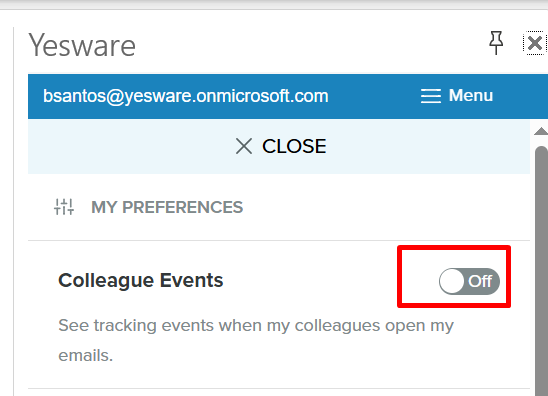 Yesware
bsantos@yesware.onmicrosoft.com
Menu
CLOSE
MY PREFERENCES
Colleague Events
Off
See tracking events when my colleagues open my
emails.